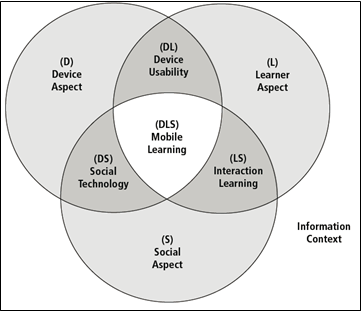 (D)
Device
Aspect
(DL)
Device
Usability
(L)
Learner
Aspect
(DLS)
Mobile
Learning
(DS)
Social
Technology
(LS)
Interaction
Learning
(S)
Social
Aspect
Information
Context